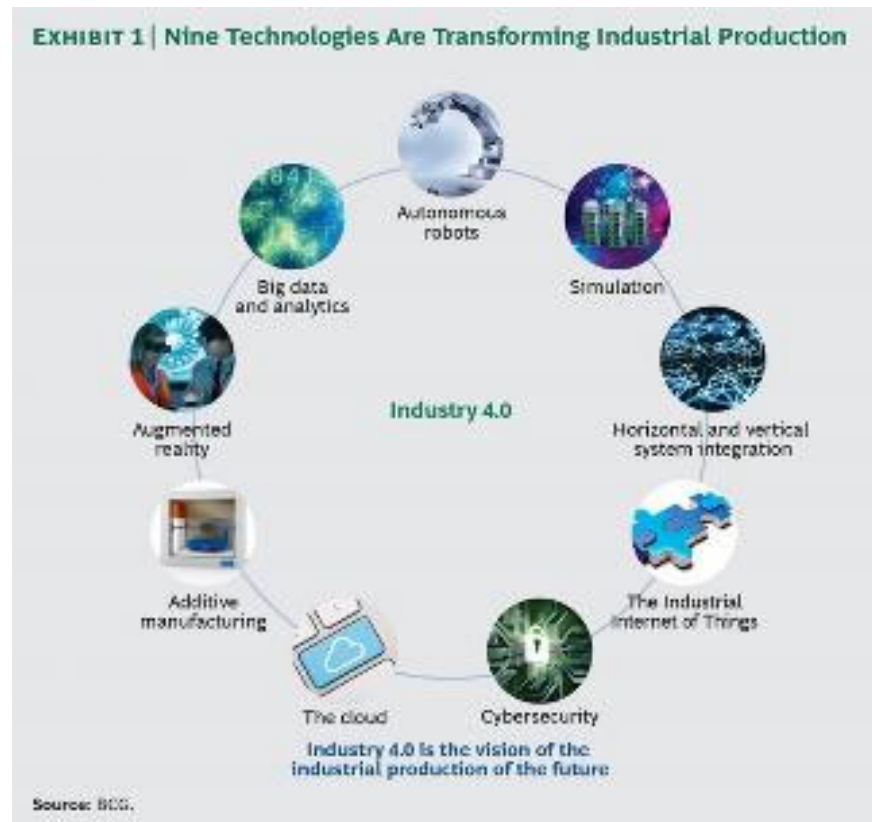 EXHIBIT 1 | Nine Technologies Are Transforming Industrial Production
Autonomous
robots
Simulation
Horizontal and vertical
system integration
The Industrial
Internet of Things
Cybersecurity
The cloud
Additive
manufacturing
Augmented
reality
Big data
and analytics
Industry 4.0
Industry 4.0 is the vision of the
industrial production of the future
Source: BCG.